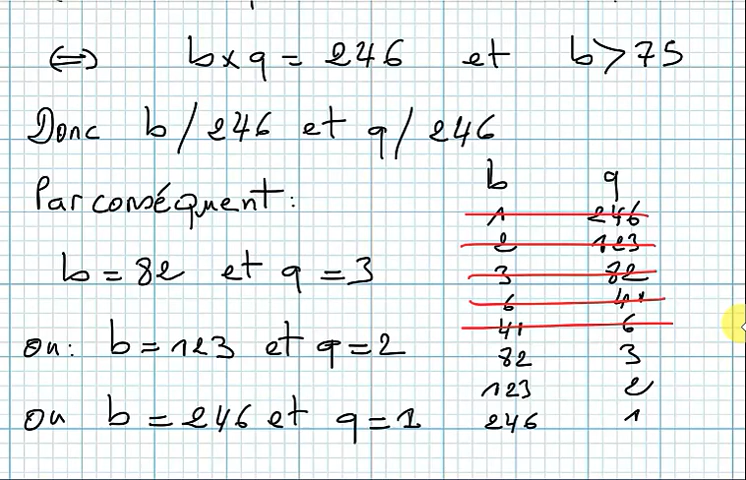 ⇔ b x q = 246 et b > 75
Donc b / 246 et q / 246
Par conséquent :
b = 82 et q = 3
ou : b = 123 et q = 2
ou b = 246 et q = 1
b q
1 246
2 123
3 82
6 41
41 6
82 3
123 2
246 1